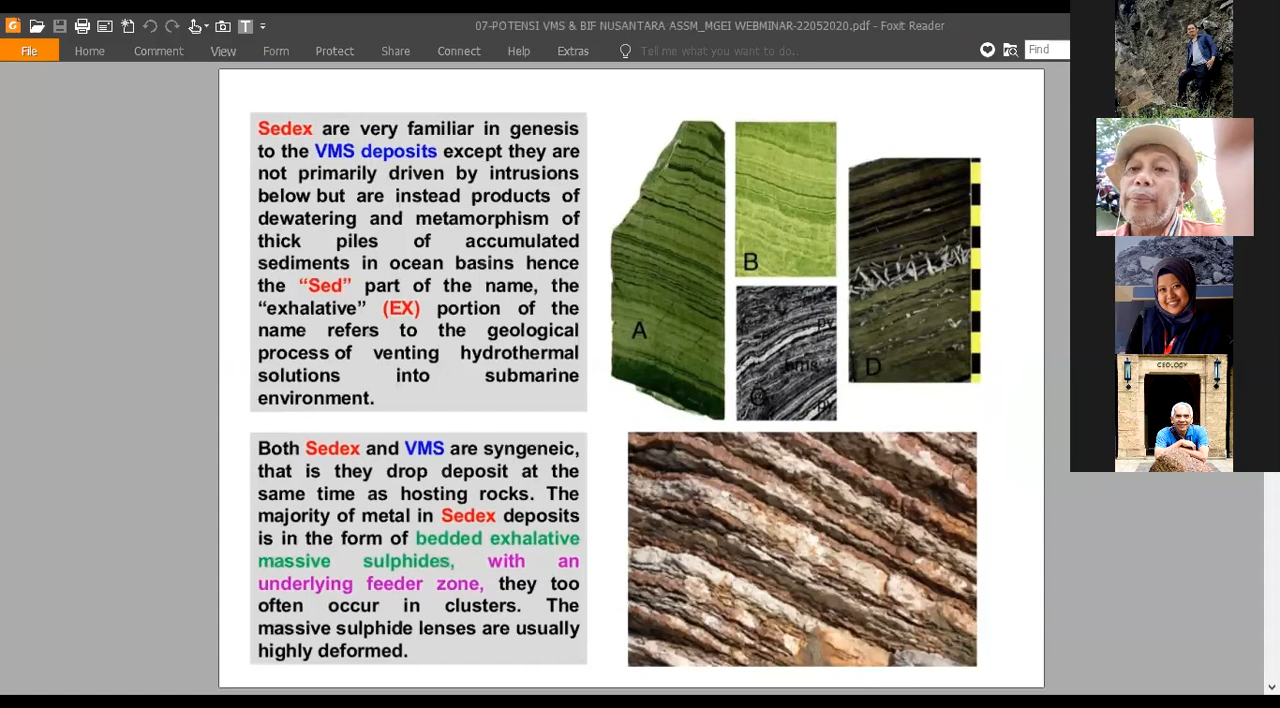 07-POTENSI VMS & BIF NUSANTARA ASSM_MGEI WEBMINAR-22052020.pdf - Foxit Reader
File Home Comment View Form Protect Share Connect Help Extras Tell me what you want to do.. Find
Sedex are very familiar in genesis
to the VMS deposits except they are
not primarily driven by intrusions
below but are instead products of
dewatering and metamorphism of
thick piles of accumulated
sediments in ocean basins hence
the “Sed” part of the name, the
“exhalative” (EX) portion of the
name refers to the geological
process of venting hydrothermal
solutions into submarine
environment.
A
B
py
bms
C
D
Both Sedex and VMS are syngeneic,
that is they drop deposit at the
same time as hosting rocks. The
majority of metal in Sedex deposits
is in the form of bedded exhalative
massive sulphides, with an
underlying feeder zone, they too
often occur in clusters. The
massive sulphide lenses are usually
highly deformed.
GEOLOGY